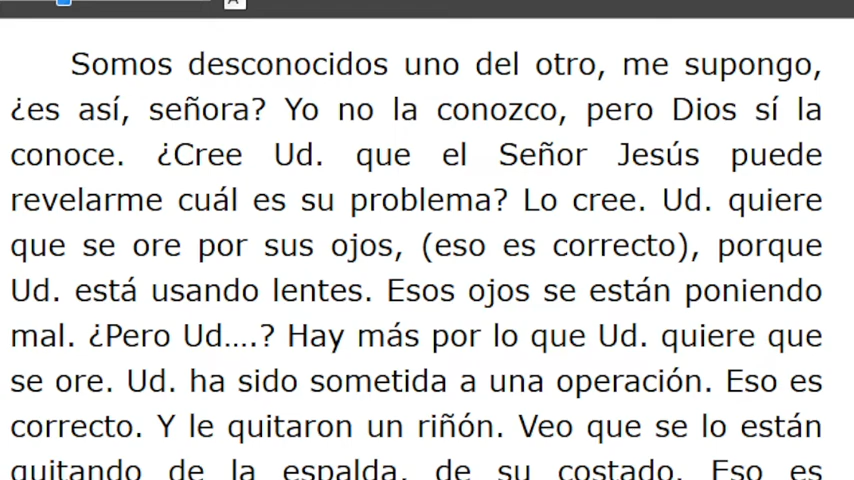 Somos desconocidos uno del otro, me supongo,
¿es así, señora? Yo no la conozco, pero Dios sí la
conoce. ¿Cree Ud. que el Señor Jesús puede
revelarme cuál es su problema? Lo cree. Ud. quiere
que se ore por sus ojos, (eso es correcto), porque
Ud. está usando lentes. Esos ojos se están poniendo
mal. ¿Pero Ud....? Hay más por lo que Ud. quiere que
se ore. Ud. ha sido sometida a una operación. Eso es
correcto. Y le quitaron un riñón. Veo que se lo están
quitando de la espalda, de su costado. Eso es